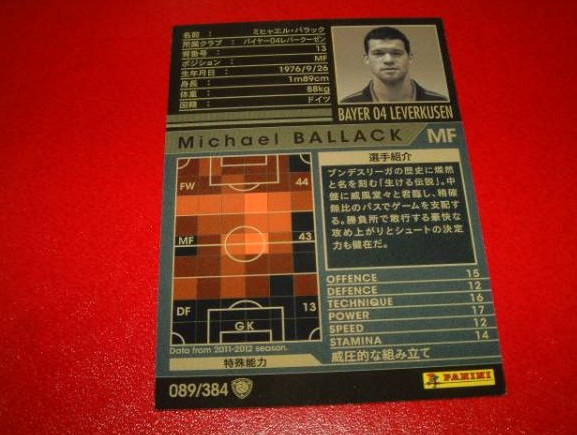 名前 : ミヒャエル・バラック
所属クラブ : バイヤー04レバークーゼン
背番号 : 13
ポジション : MF
生年月日 : 1976/9/26
身長 : 1m89cm
体重 : 88kg
国籍 : ドイツ
BAYER 04 LEVERKUSEN
Michael BALLACK MF
FW 44
MF 43
DF 13
GK
Data from 2011-2012 season.
選手紹介
ブンデスリーガの歴史に燦然
と名を刻む「生ける伝説」。中
盤に威風堂々と君臨し、精確
無比のパスでゲームを支配す
る。勝負所で敢行する豪快な
攻め上がりとシュートの決定
力も健在だ。
OFFENCE 15
DEFENCE 12
TECHNIQUE 16
POWER 17
SPEED 12
STAMINA 14
特殊能力
威圧的な組み立て
089/384
PANINI